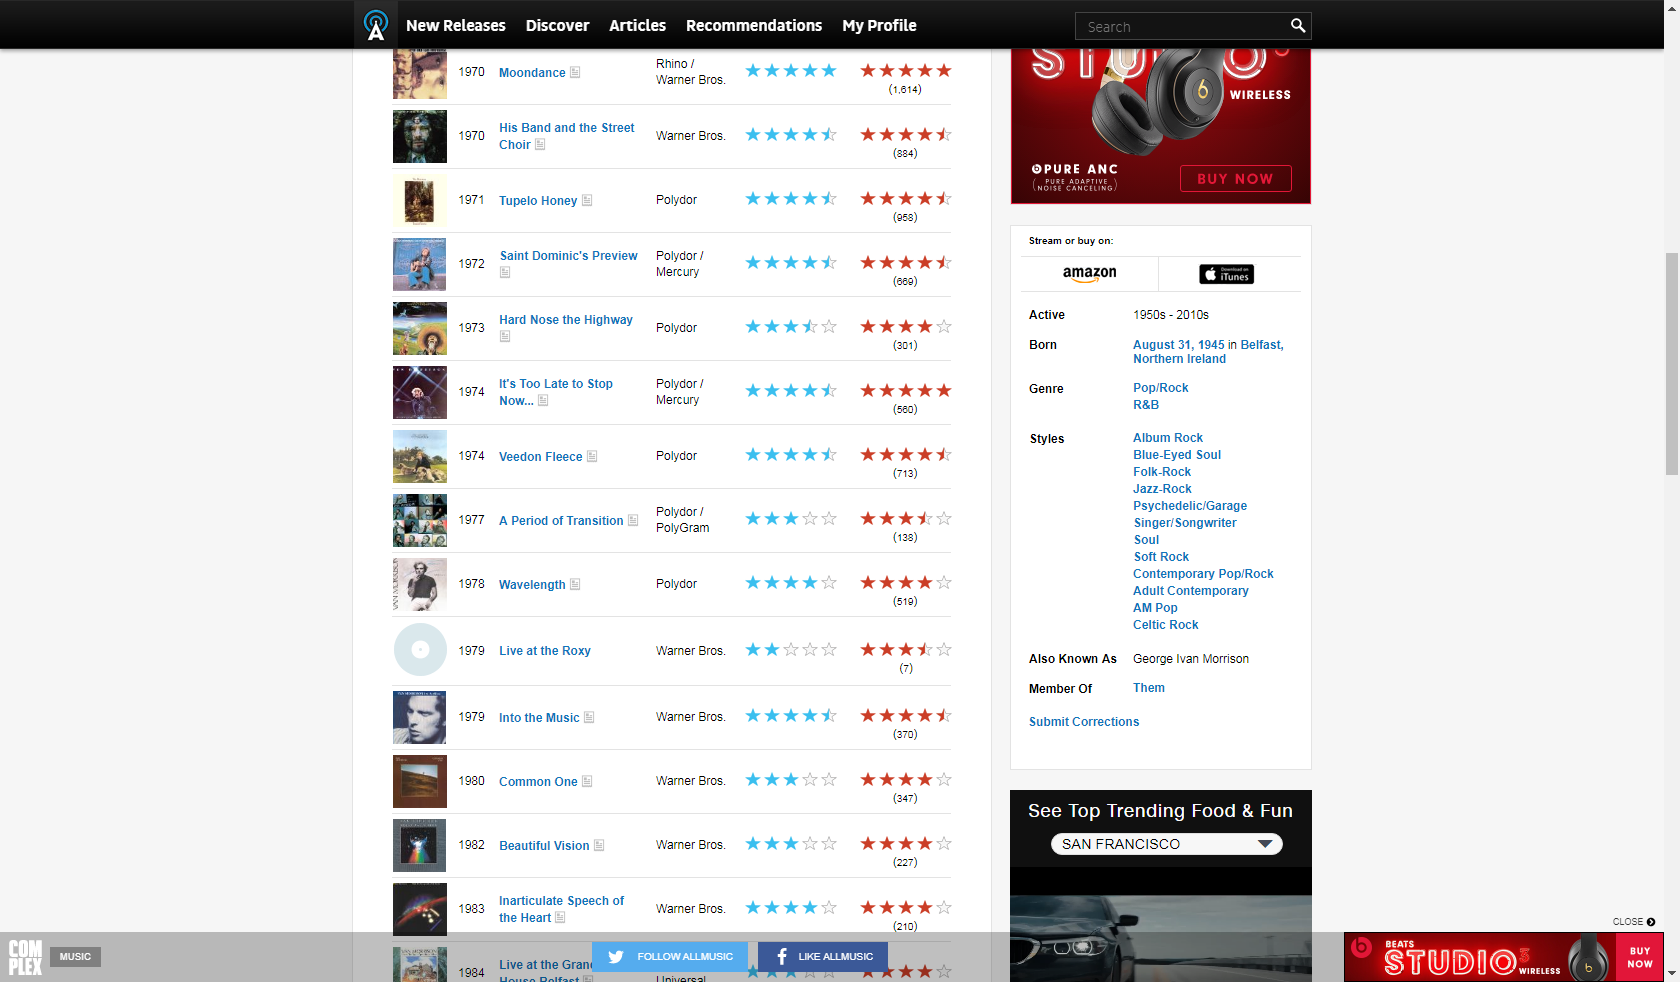 New Releases Discover Articles Recommendations My Profile Search
1970 Moondance Rhino /
Warner Bros.
(1,614)
1970 His Band and the Street
Choir Warner Bros.
(884)
1971 Tupelo Honey Polydor
(958)
1972 Saint Dominic's Preview Polydor /
Mercury
(669)
1973 Hard Nose the Highway Polydor
(301)
1974 It's Too Late to Stop
Now... Polydor /
Mercury
(560)
1974 Veedon Fleece Polydor
(713)
1977 A Period of Transition Polydor /
PolyGram
(138)
1978 Wavelength Polydor
(519)
1979 Live at the Roxy Warner Bros.
(7)
1979 Into the Music Warner Bros.
(370)
1980 Common One Warner Bros.
(347)
1982 Beautiful Vision Warner Bros.
(227)
1983 Inarticulate Speech of
the Heart Warner Bros.
(210)
1984 Live at the Grand
House Belfast Universal
STUDIO3
WIRELESS
PURE ANC
(PURE ADAPTIVE
NOISE CANCELING)
BUY NOW
Stream or buy on:
amazon
Download on
iTunes
Active 1950s - 2010s
Born August 31, 1945 in Belfast,
Northern Ireland
Genre Pop/Rock
R&B
Styles Album Rock
Blue-Eyed Soul
Folk-Rock
Jazz-Rock
Psychedelic/Garage
Singer/Songwriter
Soul
Soft Rock
Contemporary Pop/Rock
Adult Contemporary
AM Pop
Celtic Rock
Also Known As George Ivan Morrison
Member Of Them
Submit Corrections
See Top Trending Food & Fun
SAN FRANCISCO
CLOSE
COM
PLEX
MUSIC
FOLLOW ALLMUSIC
LIKE ALLMUSIC
BEATS
STUDIO3
WIRELESS
BUY
NOW